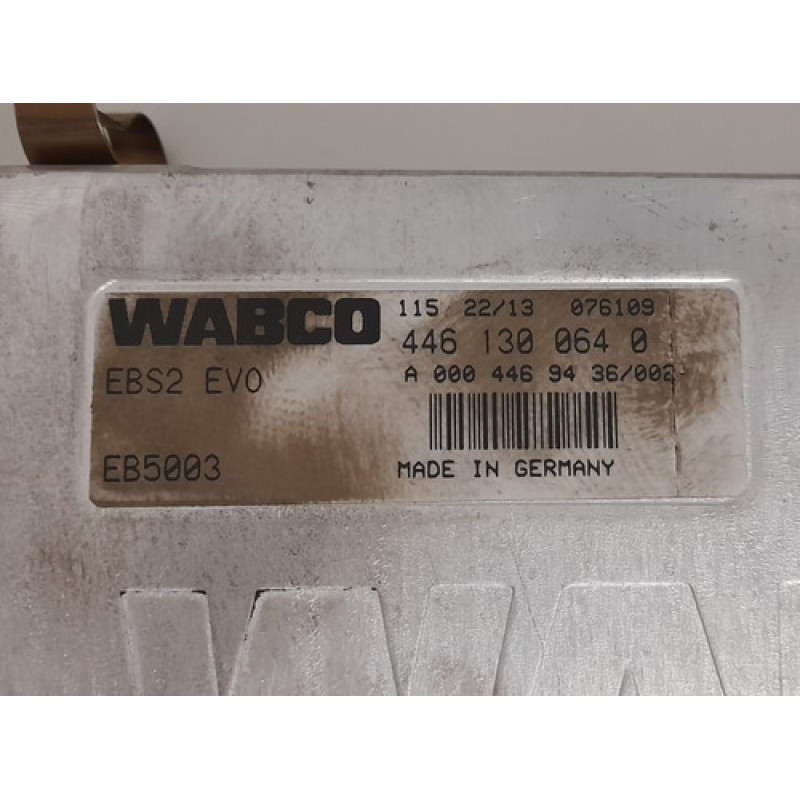 WABCO 115 22/13 076109
446 130 064 0
EBS2 EVO A 000 446 94 36/002-
EB5003 MADE IN GERMANY